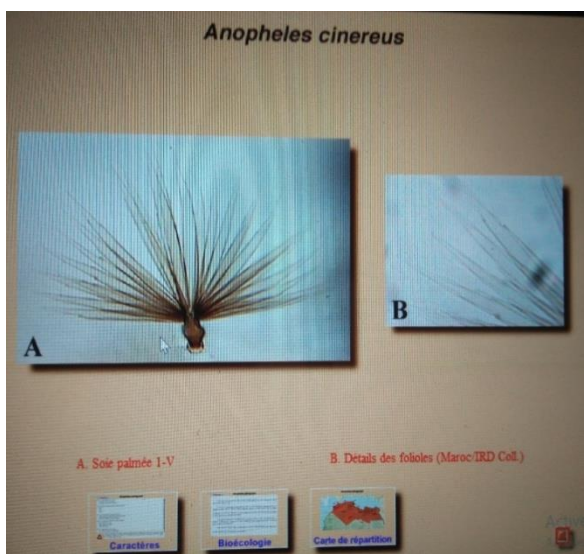 Anopheles cinereus
A
B
A. Soie palmée 1-V
B. Détails des folioles (Maroc/IRD Coll.)
Caractères
Bioécologie
Carte de répartition